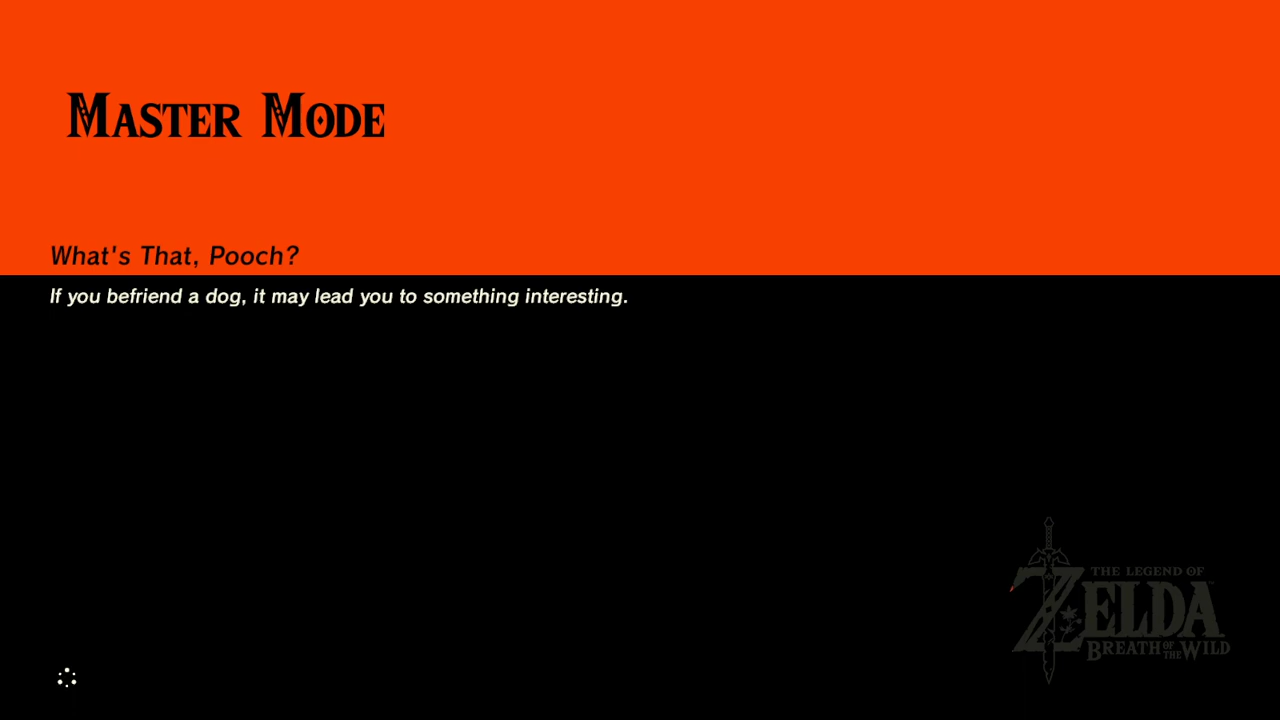 MASTER MODE
What's That, Pooch?
If you befriend a dog, it may lead you to something interesting.
THE LEGEND OF
ZELDA
BREATH OF THE WILD